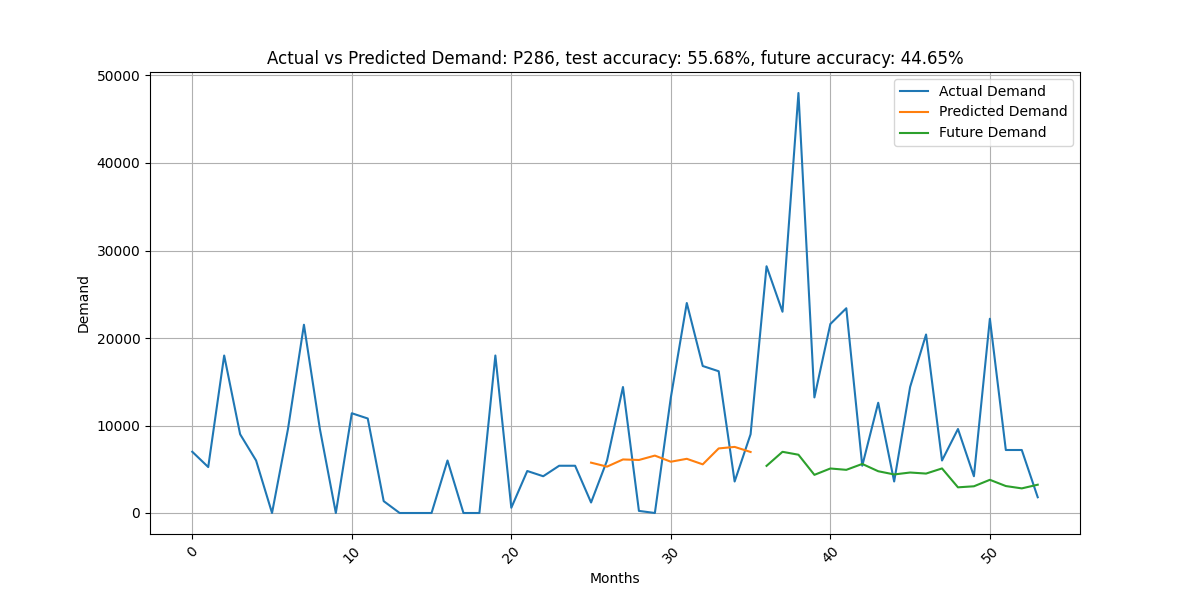 Actual vs Predicted Demand: P286, test accuracy: 55.68%, future accuracy: 44.65%
50000
40000
30000
20000
10000
0
Demand
Actual Demand
Predicted Demand
Future Demand
0
10
20
30
40
50
Months